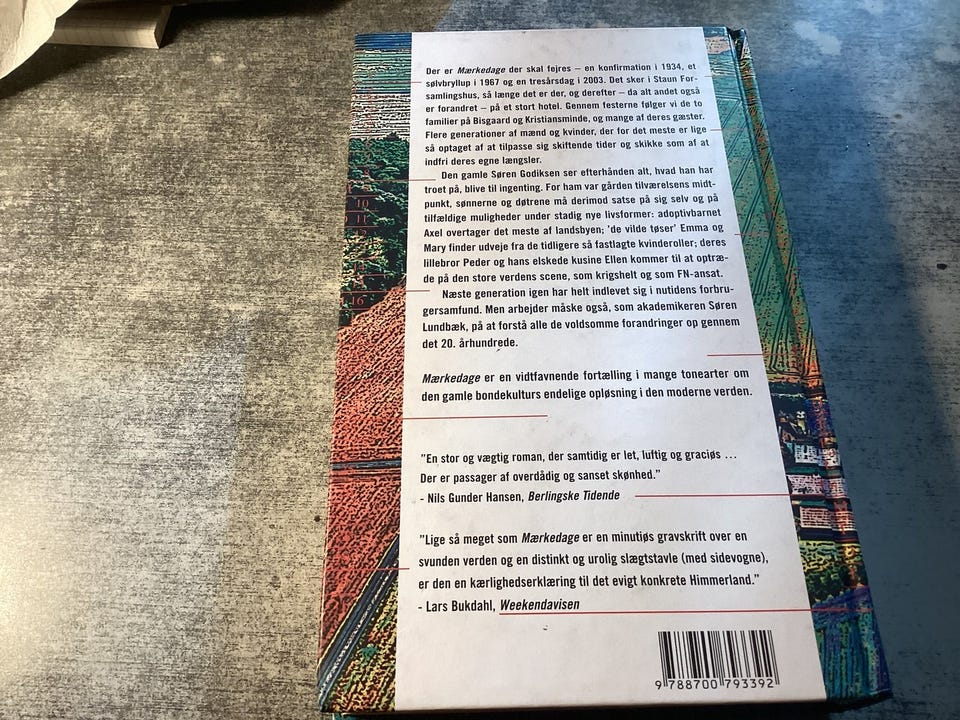 Der er Mærkedage der skal fejres – en konfirmation i 1934, et
sølvbryllup i 1967 og en tresårsdag i 2003. Det sker i Staun For-
samlingshus, så længe det er der, og derefter – da alt andet også
er forandret – på et stort hotel. Gennem festerne følger vi de to
familier på Bisgaard og Kristiansminde, og mange af deres gæster.
Flere generationer af mænd og kvinder, der for det meste er lige
så optaget af at tilpasse sig skiftende tider og skikke som af at
indfri deres egne længsler.
Den gamle Søren Godiksen ser efterhånden alt, hvad han har
troet på, blive til ingenting. For ham var gården tilværelsens midt-
punkt, sønnerne og døtrene må derimod satse på sig selv og på
tilfældige muligheder under stadig nye livsformer: adoptivbarnet
Axel overtager det meste af landsbyen; 'de vilde tøser' Emma og
Mary finder udveje fra de tidligere så fastlagte kvinderoller; deres
lillebror Peder og hans elskede kusine Ellen kommer til at optræ-
de på den store verdens scene, som krigshelt og som FN-ansat.
Næste generation igen har helt indlevet sig i nutidens forbru-
gersamfund. Men arbejder måske også, som akademikeren Søren
Lundbæk, på at forstå alle de voldsomme forandringer op gennem
det 20. århundrede.
Mærkedage er en vidtfavnende fortælling i mange tonearter om
den gamle bondekulturs endelige opløsning i den moderne verden.
"En stor og vægtig roman, der samtidig er let, luftig og graciøs ...
Der er passager af overdådig og sanset skønhed."
- Nils Gunder Hansen, Berlingske Tidende
"Lige så meget som Mærkedage er en minutiøs gravskrift over en
svunden verden og en distinkt og urolig slægtstavle (med sidevogne),
er den en kærlighedserklæring til det evigt konkrete Himmerland."
- Lars Bukdahl, Weekendavisen
9 788700 793392
10
11
16